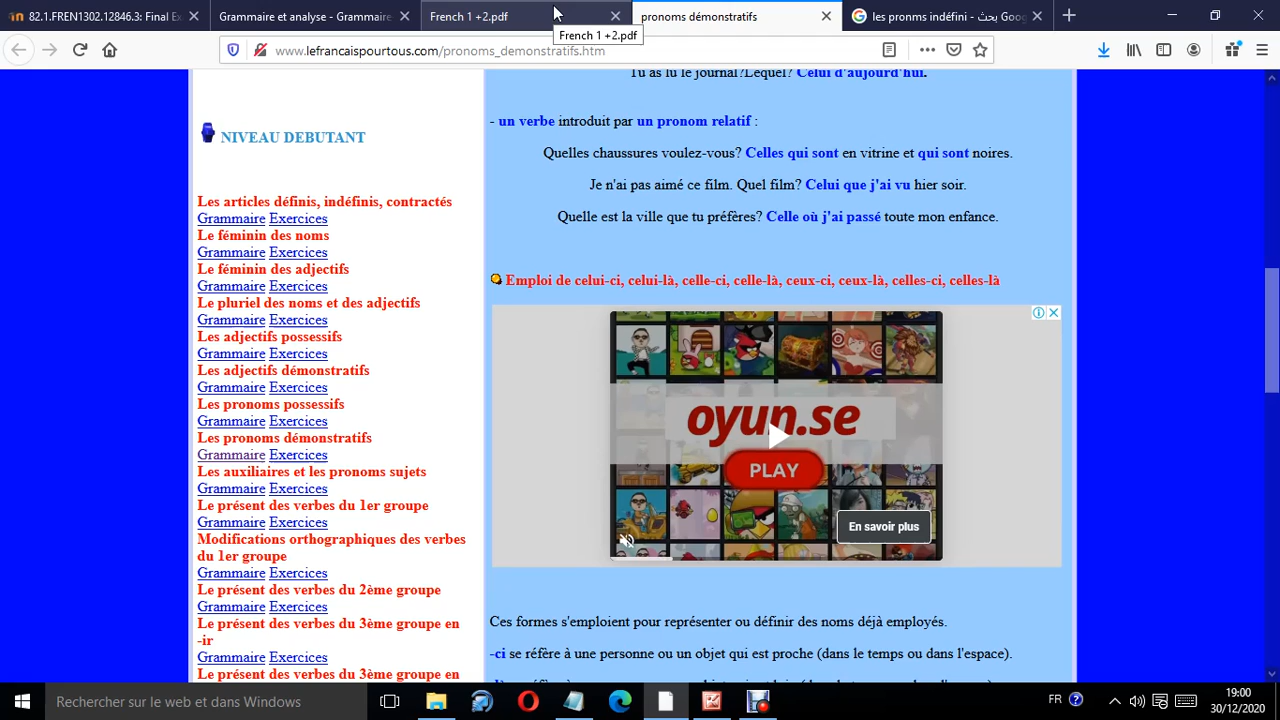 82.1.FREN1302.12846.3: Final Ex
Grammaire et analyse - Grammaire
French 1 +2.pdf
pronoms démonstratifs
les pronms indéfini - بحث Goo
French 1 +2.pdf
www.lefrancaispourtous.com/pronoms_demonstratifs.htm
NIVEAU DEBUTANT
Les articles définis, indéfinis, contractés
Grammaire Exercices
Le féminin des noms
Grammaire Exercices
Le féminin des adjectifs
Grammaire Exercices
Le pluriel des noms et des adjectifs
Grammaire Exercices
Les adjectifs possessifs
Grammaire Exercices
Les adjectifs démonstratifs
Grammaire Exercices
Les pronoms possessifs
Grammaire Exercices
Les pronoms démonstratifs
Grammaire Exercices
Les auxiliaires et les pronoms sujets
Grammaire Exercices
Le présent des verbes du 1er groupe
Grammaire Exercices
Modifications orthographiques des verbes
du 1er groupe
Grammaire Exercices
Le présent des verbes du 2ème groupe
Grammaire Exercices
Le présent des verbes du 3ème groupe en
-ir
Grammaire Exercices
Le présent des verbes du 3ème groupe en
Tu as lu le journal?Lequel? Celui d'aujourd'hui.
- un verbe introduit par un pronom relatif :
Quelles chaussures voulez-vous? Celles qui sont en vitrine et qui sont noires.
Je n'ai pas aimé ce film. Quel film? Celui que j'ai vu hier soir.
Quelle est la ville que tu préfères? Celle où j'ai passé toute mon enfance.
Emploi de celui-ci, celui-là, celle-ci, celle-là, ceux-ci, ceux-là, celles-ci, celles-là
oyun.se
PLAY
En savoir plus
Ces formes s'emploient pour représenter ou définir des noms déjà employés.
-ci se réfère à une personne ou un objet qui est proche (dans le temps ou dans l'espace).
Rechercher sur le web et dans Windows
FR
19:00
30/12/2020